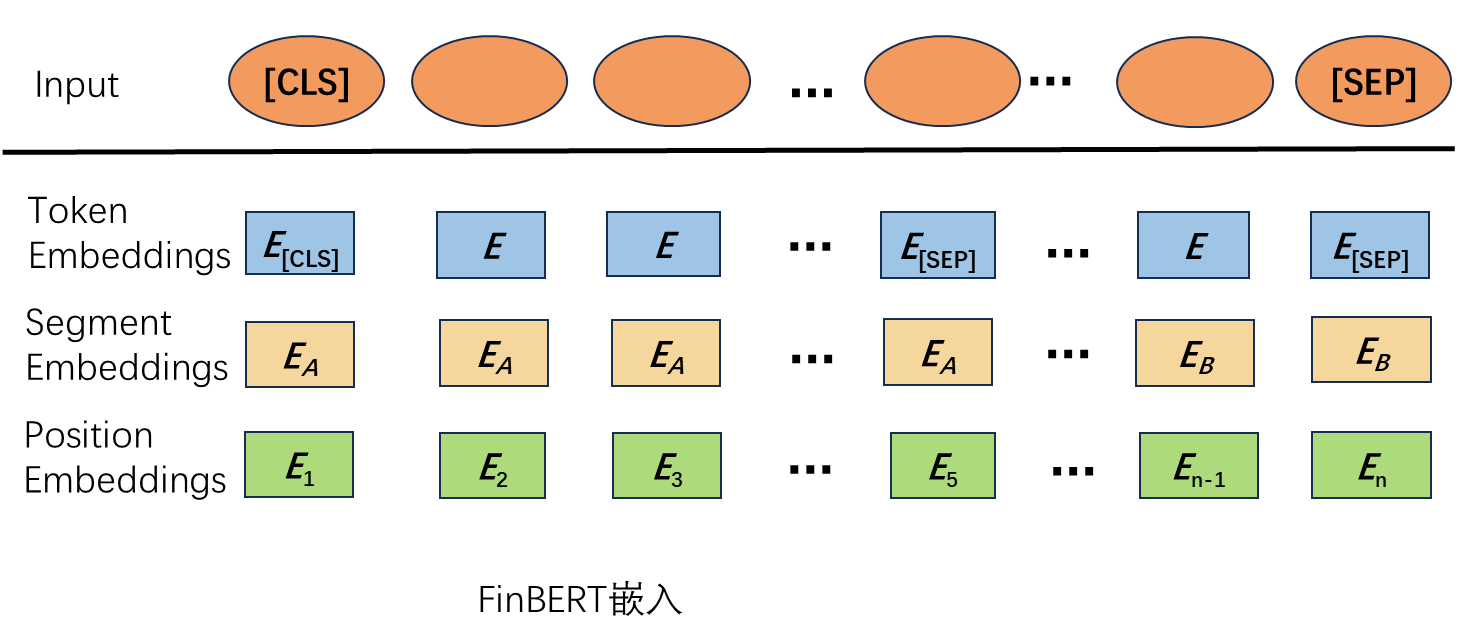 Input [CLS] ... ... [SEP]
Token
Embeddings E[CLS] E E ... E[SEP] ... E E[SEP]
Segment
Embeddings EA EA EA ... EA ... EB EB
Position
Embeddings E1 E2 E3 ... E5 ... En-1 En
FinBERT嵌入